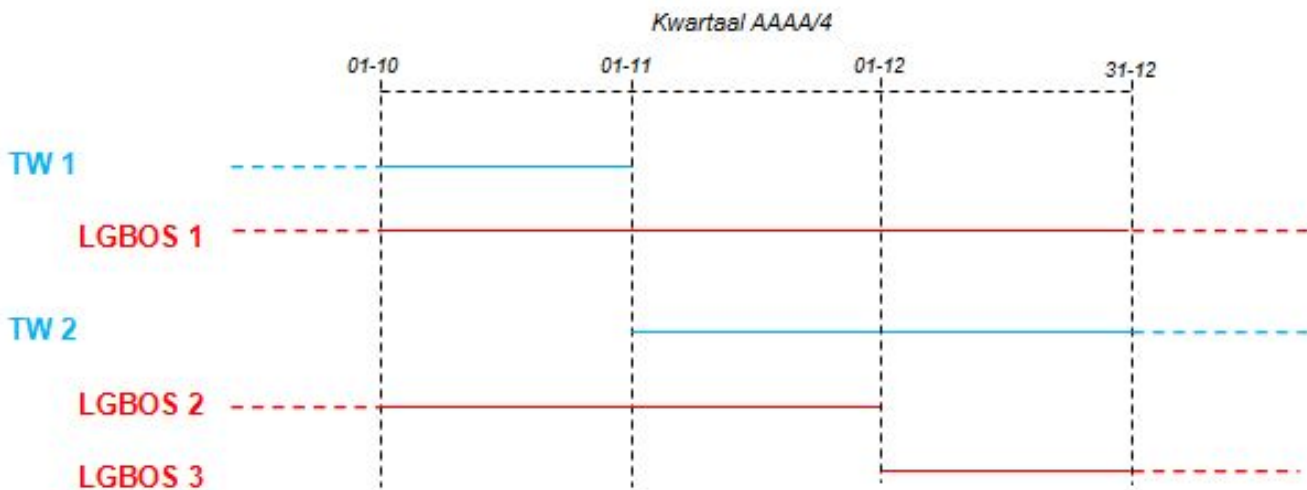 Kwartaal AAAA/4
01-10 01-11 01-12 31-12
TW 1
LGBOS 1
TW 2
LGBOS 2
LGBOS 3